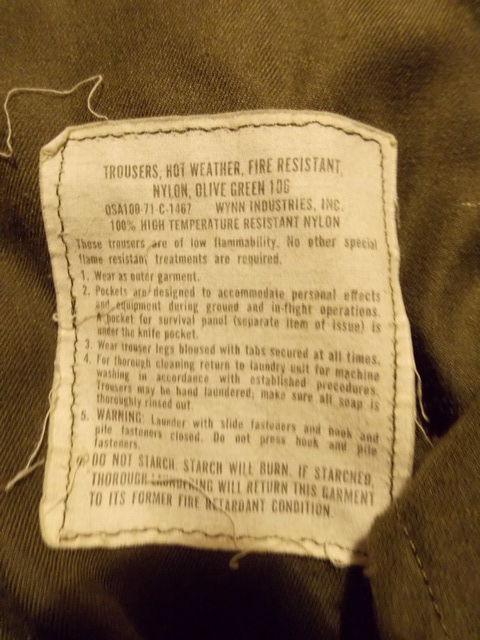 TROUSERS, HOT WEATHER, FIRE RESISTANT,
NYLON, OLIVE GREEN 106
DSA100-71-C-1467 WYNN INDUSTRIES, INC.
100% HIGH TEMPERATURE RESISTANT NYLON
These trousers are of low flammability. No other special
flame resistant treatments are required.
1. Wear as outer garment.
2. Pockets are designed to accommodate personal effects
and equipment during ground and in-flight operations.
A pocket for survival panel (separate item of issue) is
under the knife pocket.
3. Wear trouser legs bloused with tabs secured at all times.
4. For thorough cleaning return to laundry unit for machine
washing in accordance with established procedures.
Trousers may be hand laundered; make sure all soap is
thoroughly rinsed out.
5. WARNING: Launder with slide fasteners and hook and
pile fasteners closed. Do not press hook and pile
fasteners.
DO NOT STARCH. STARCH WILL BURN. IF STARCHED,
THOROUGH LAUNDERING WILL RETURN THIS GARMENT
TO ITS FORMER FIRE RETARDANT CONDITION.